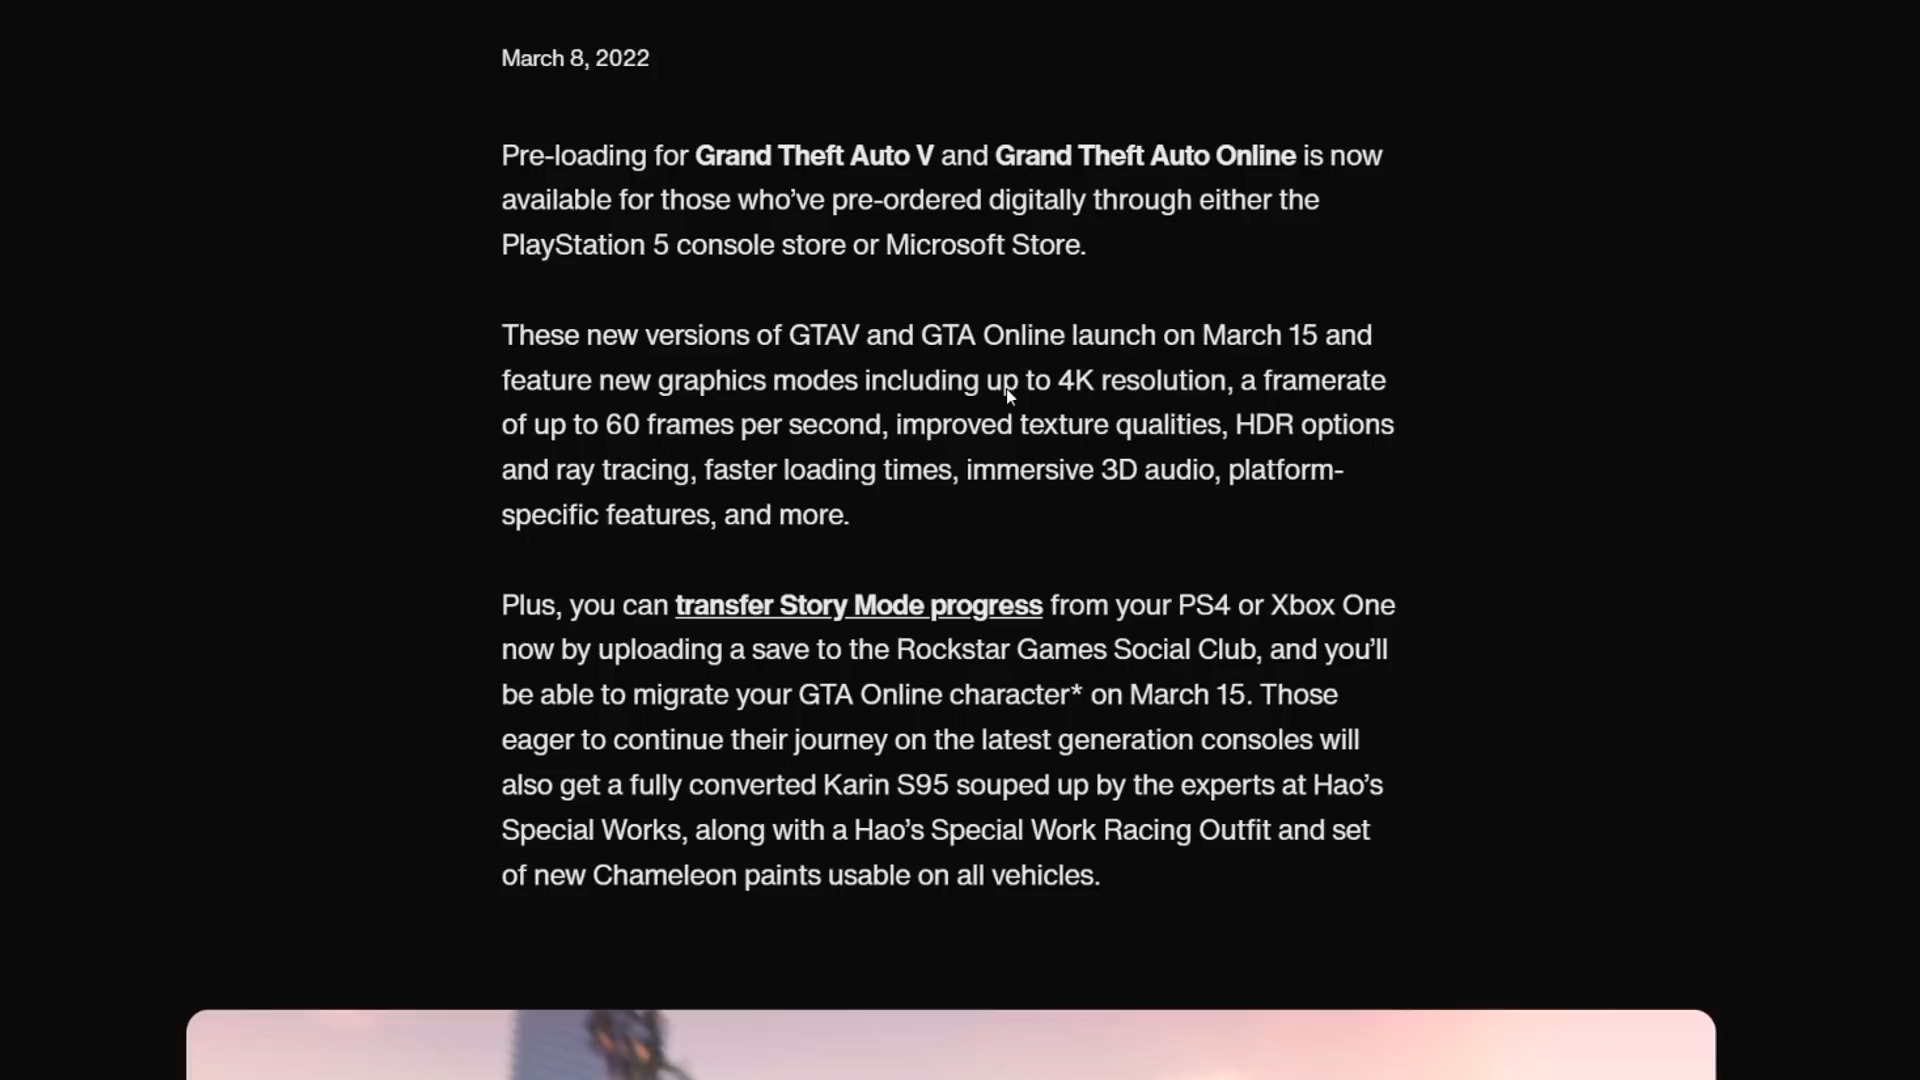 March 8, 2022
Pre-loading for Grand Theft Auto V and Grand Theft Auto Online is now
available for those who’ve pre-ordered digitally through either the
PlayStation 5 console store or Microsoft Store.
These new versions of GTAV and GTA Online launch on March 15 and
feature new graphics modes including up to 4K resolution, a framerate
of up to 60 frames per second, improved texture qualities, HDR options
and ray tracing, faster loading times, immersive 3D audio, platform-
specific features, and more.
Plus, you can transfer Story Mode progress from your PS4 or Xbox One
now by uploading a save to the Rockstar Games Social Club, and you’ll
be able to migrate your GTA Online character* on March 15. Those
eager to continue their journey on the latest generation consoles will
also get a fully converted Karin S95 souped up by the experts at Hao’s
Special Works, along with a Hao’s Special Work Racing Outfit and set
of new Chameleon paints usable on all vehicles.